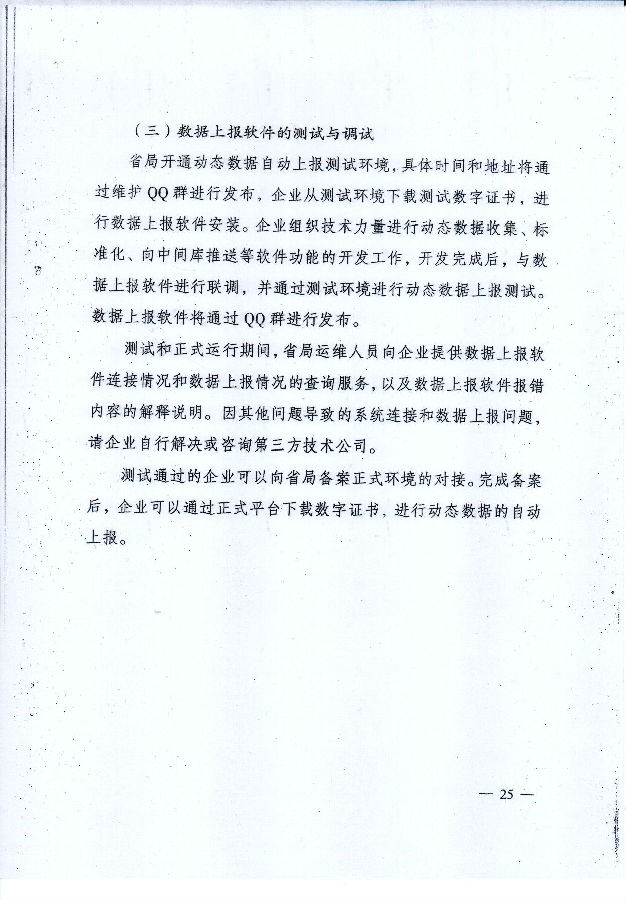 （三）数据上报软件的测试与调试
省局开通动态数据自动上报测试环境，具体时间和地址将通
过维护QQ群进行发布，企业从测试环境下载测试数字证书，进
行数据上报软件安装。企业组织技术力量进行动态数据收集、标
准化、向中间库推送等软件功能的开发工作，开发完成后，与数
据上报软件进行联调，并通过测试环境进行动态数据上报测试。
数据上报软件将通过QQ群进行发布。
测试和正式运行期间，省局运维人员向企业提供数据上报软
件连接情况和数据上报情况的查询服务，以及数据上报软件报错
内容的解释说明。因其他问题导致的系统连接和数据上报问题，
请企业自行解决或咨询第三方技术公司。
测试通过的企业可以向省局备案正式环境的对接。完成备案
后，企业可以通过正式平台下载数字证书，进行动态数据的自动
上报。
— 25 —